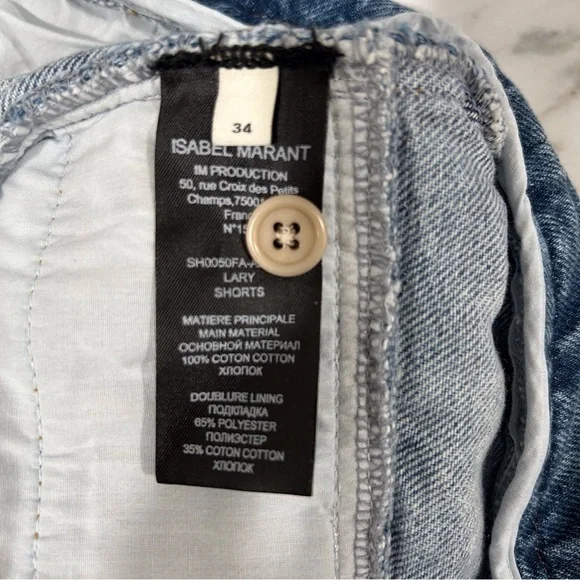 34
ISABEL MARANT
IM PRODUCTION
50, rue Croix des Petits
Champs, 75001
Fran
N°15
SH0050FA-A
LARY
SHORTS
MATIERE PRINCIPALE
MAIN MATERIAL
ОСНОВНОЙ МАТЕРИАЛ
100% COTON COTTON
ХЛОПОК
DOUBLURE LINING
ПОДКЛАДКА
65% POLYESTER
ПОЛИЭСТЕР
35% COTON COTTON
ХЛОПОК